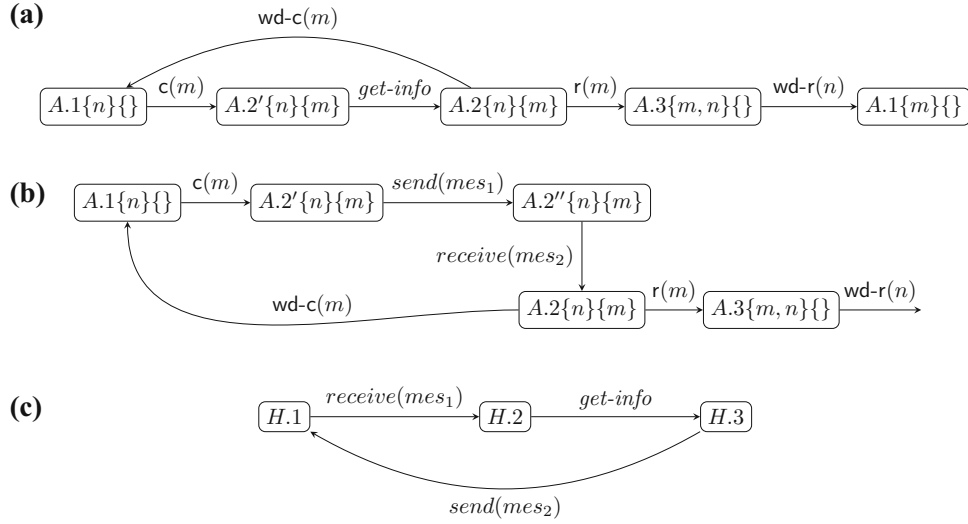 (a)
wd-c(m)
A.1{n}{} c(m) A.2′{n}{m} get-info A.2{n}{m} r(m) A.3{m, n}{} wd-r(n) A.1{m}{}
(b)
A.1{n}{} c(m) A.2′{n}{m} send(mes₁) A.2′′{n}{m}
receive(mes₂)
wd-c(m) A.2{n}{m} r(m) A.3{m, n}{} wd-r(n)
(c)
H.1 receive(mes₁) H.2 get-info H.3
send(mes₂)